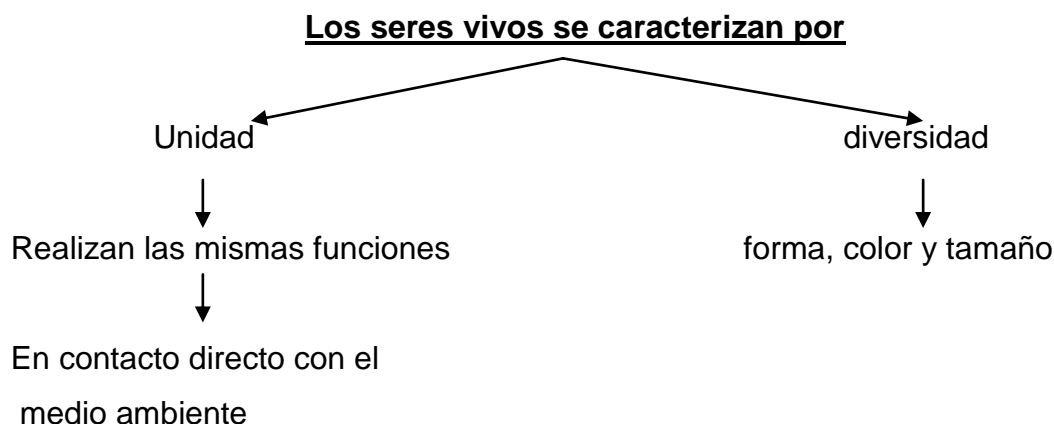 Los seres vivos se caracterizan por
Unidad
diversidad
Realizan las mismas funciones
forma, color y tamaño
En contacto directo con el
medio ambiente